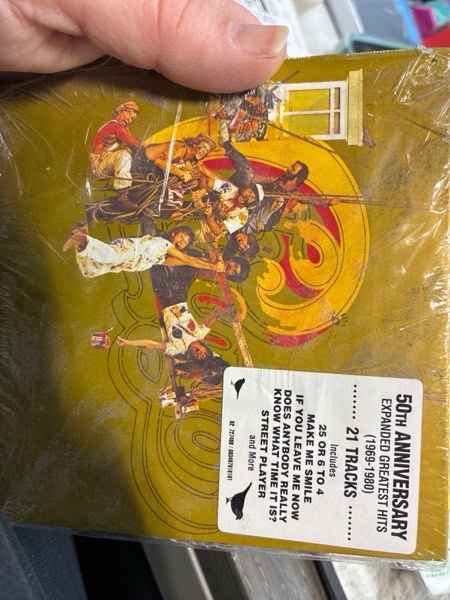 50TH ANNIVERSARY
EXPANDED GREATEST HITS
(1969-1980)
....... 21 TRACKS .......
Includes
25 OR 6 TO 4
MAKE ME SMILE
IF YOU LEAVE ME NOW
DOES ANYBODY REALLY
KNOW WHAT TIME IT IS?
STREET PLAYER
and More